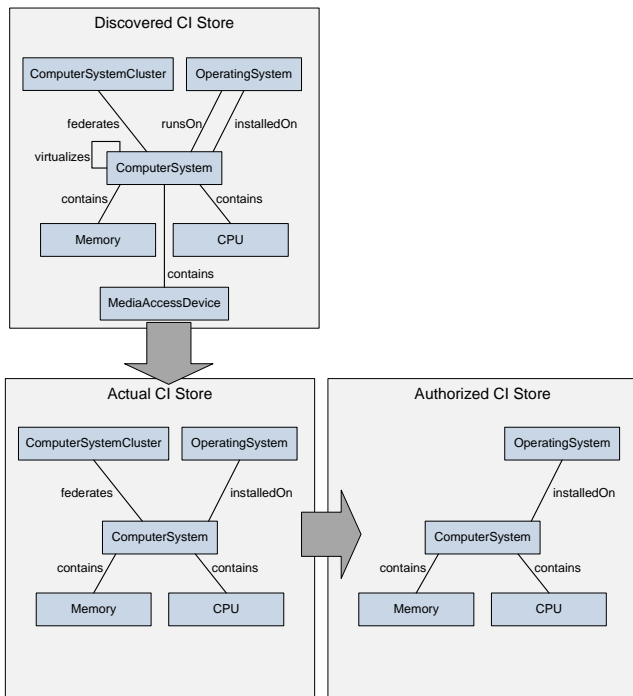 Discovered CI Store
ComputerSystemCluster
OperatingSystem
federates
runsOn
installedOn
virtualizes
ComputerSystem
contains
contains
Memory
CPU
contains
MediaAccessDevice
Actual CI Store
ComputerSystemCluster
OperatingSystem
federates
installedOn
ComputerSystem
contains
contains
Memory
CPU
Authorized CI Store
OperatingSystem
installedOn
ComputerSystem
contains
contains
Memory
CPU